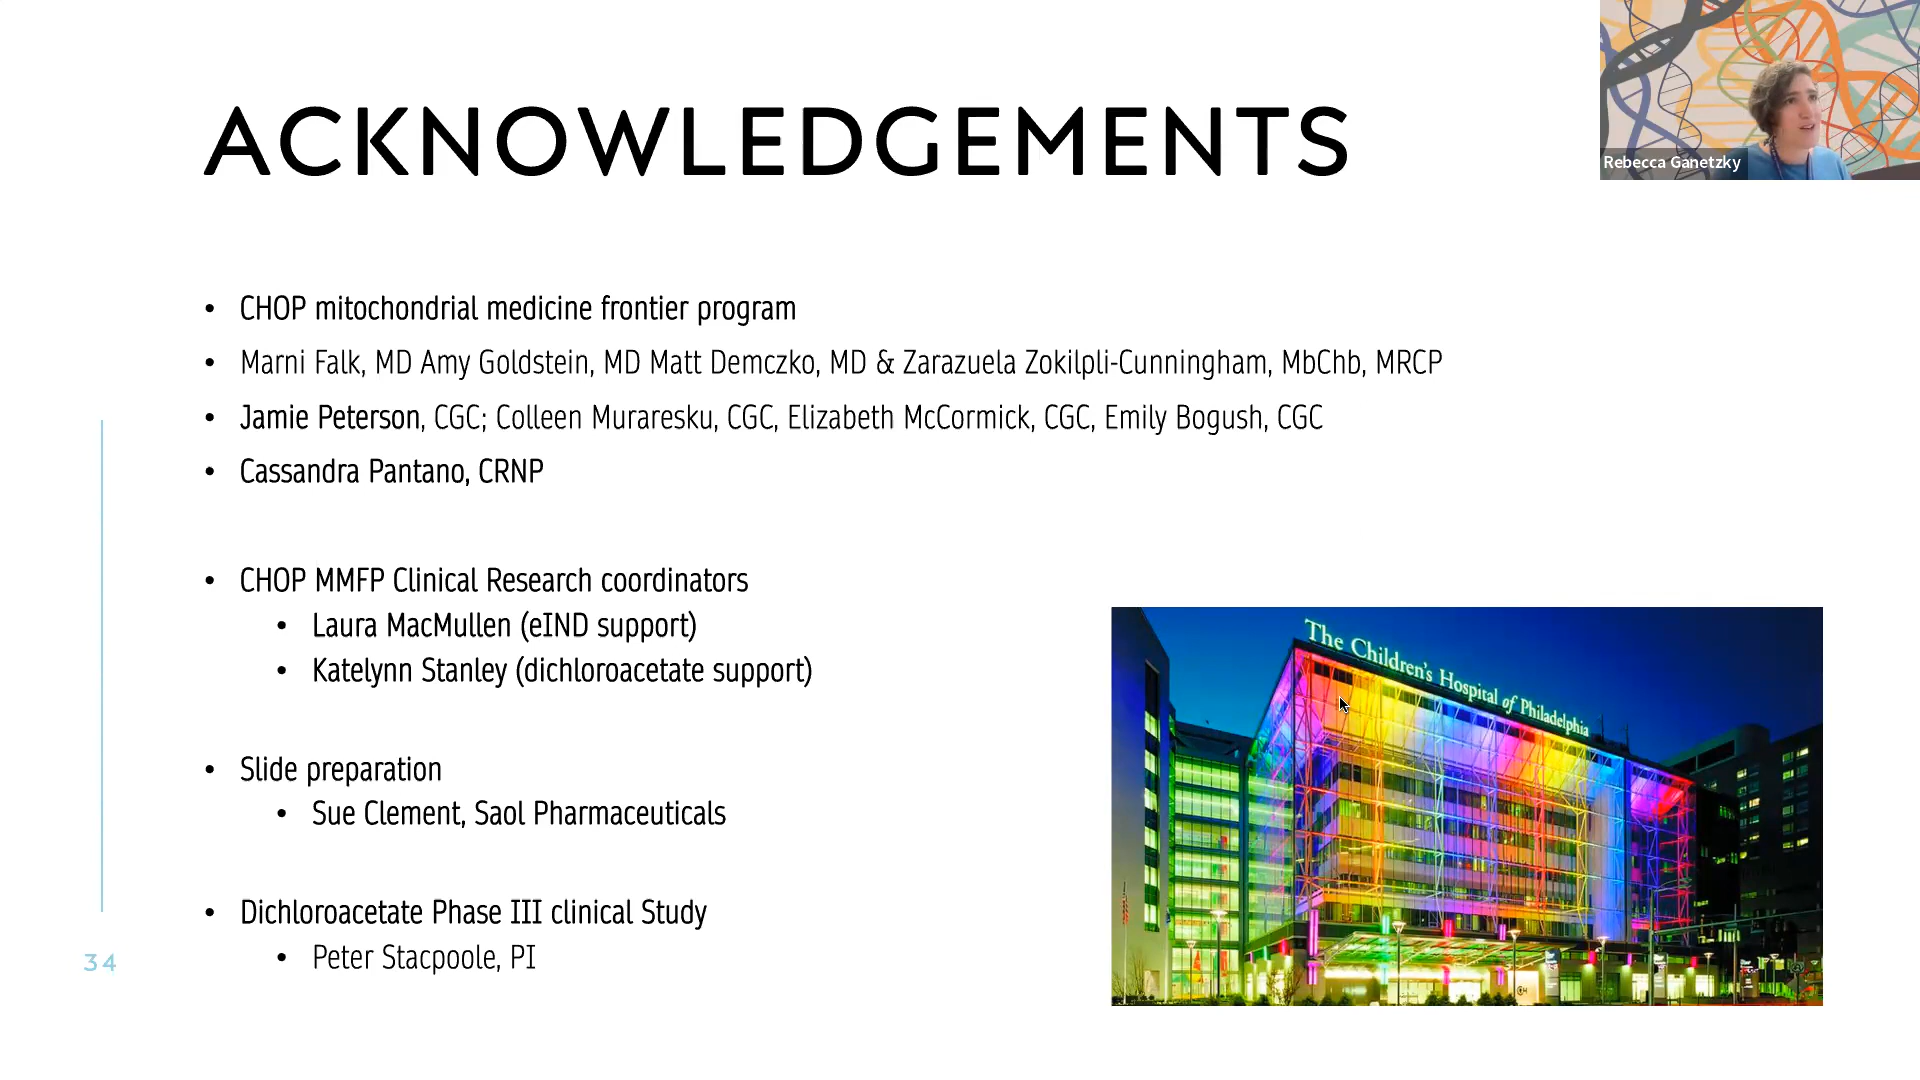 ACKNOWLEDGEMENTS
Rebecca Ganetzky
• CHOP mitochondrial medicine frontier program
• Marni Falk, MD Amy Goldstein, MD Matt Demczko, MD & Zarazuela Zokilpli-Cunningham, MbChb, MRCP
• Jamie Peterson, CGC; Colleen Muraresku, CGC, Elizabeth McCormick, CGC, Emily Bogush, CGC
• Cassandra Pantano, CRNP
• CHOP MMFP Clinical Research coordinators
• Laura MacMullen (eIND support)
• Katelynn Stanley (dichloroacetate support)
• Slide preparation
• Sue Clement, Saol Pharmaceuticals
• Dichloroacetate Phase III clinical Study
• Peter Stacpoole, PI
The Children's Hospital of Philadelphia
34